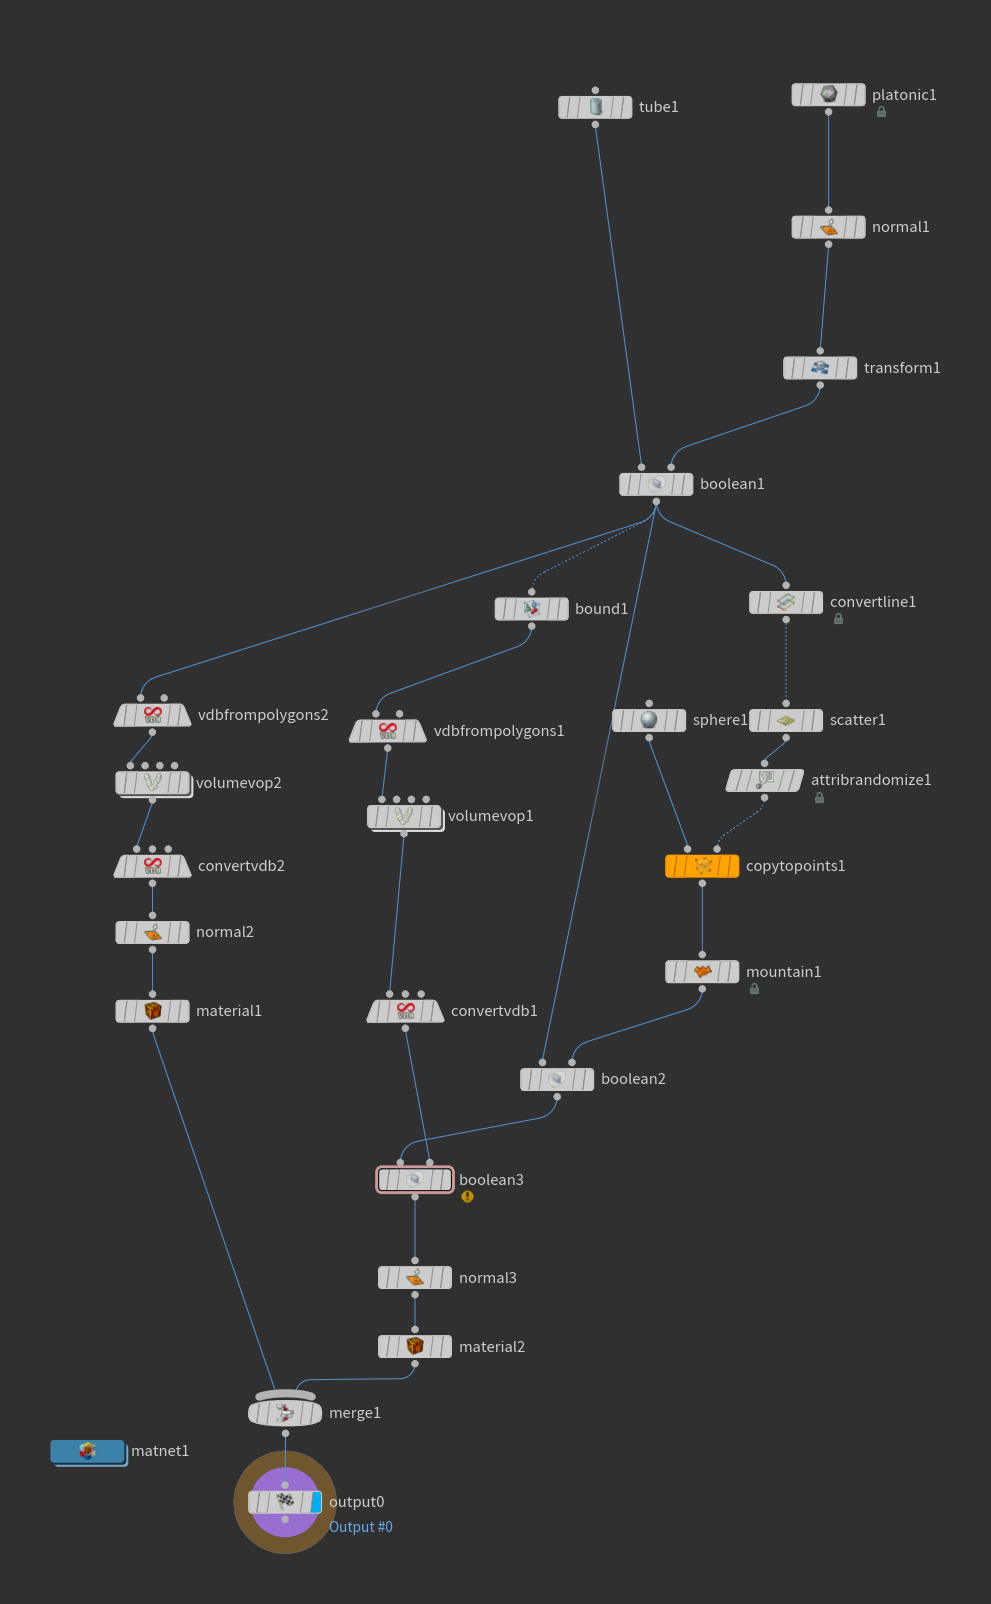 platonic1
tube1
normal1
transform1
boolean1
convertline1
bound1
vdbfrompolygons2
sphere1
scatter1
vdbfrompolygons1
attribrandomize1
volumevop2
volumevop1
convertvdb2
copytopoints1
normal2
mountain1
material1
convertvdb1
boolean2
boolean3
normal3
material2
merge1
matnet1
output0
Output #0